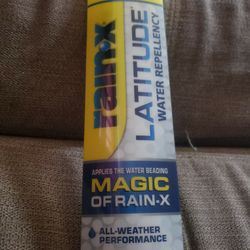 rain-x
LATITUDE
WATER REPELLENCY
APPLIES THE WATER BEADING
MAGIC
OF RAIN-X
ALL-WEATHER
PERFORMANCE